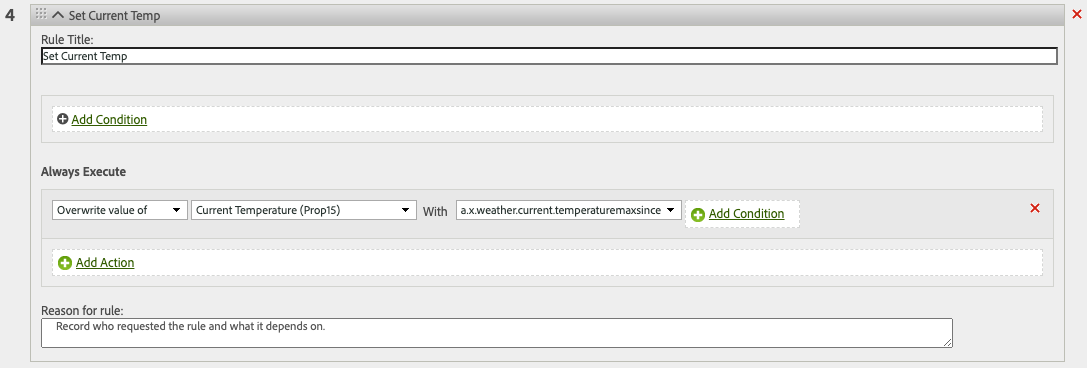 4
Set Current Temp
Rule Title:
Set Current Temp
Add Condition
Always Execute
Overwrite value of Current Temperature (Prop15) With a.x.weather.current.temperaturemaxsince Add Condition
Add Action
Reason for rule:
Record who requested the rule and what it depends on.